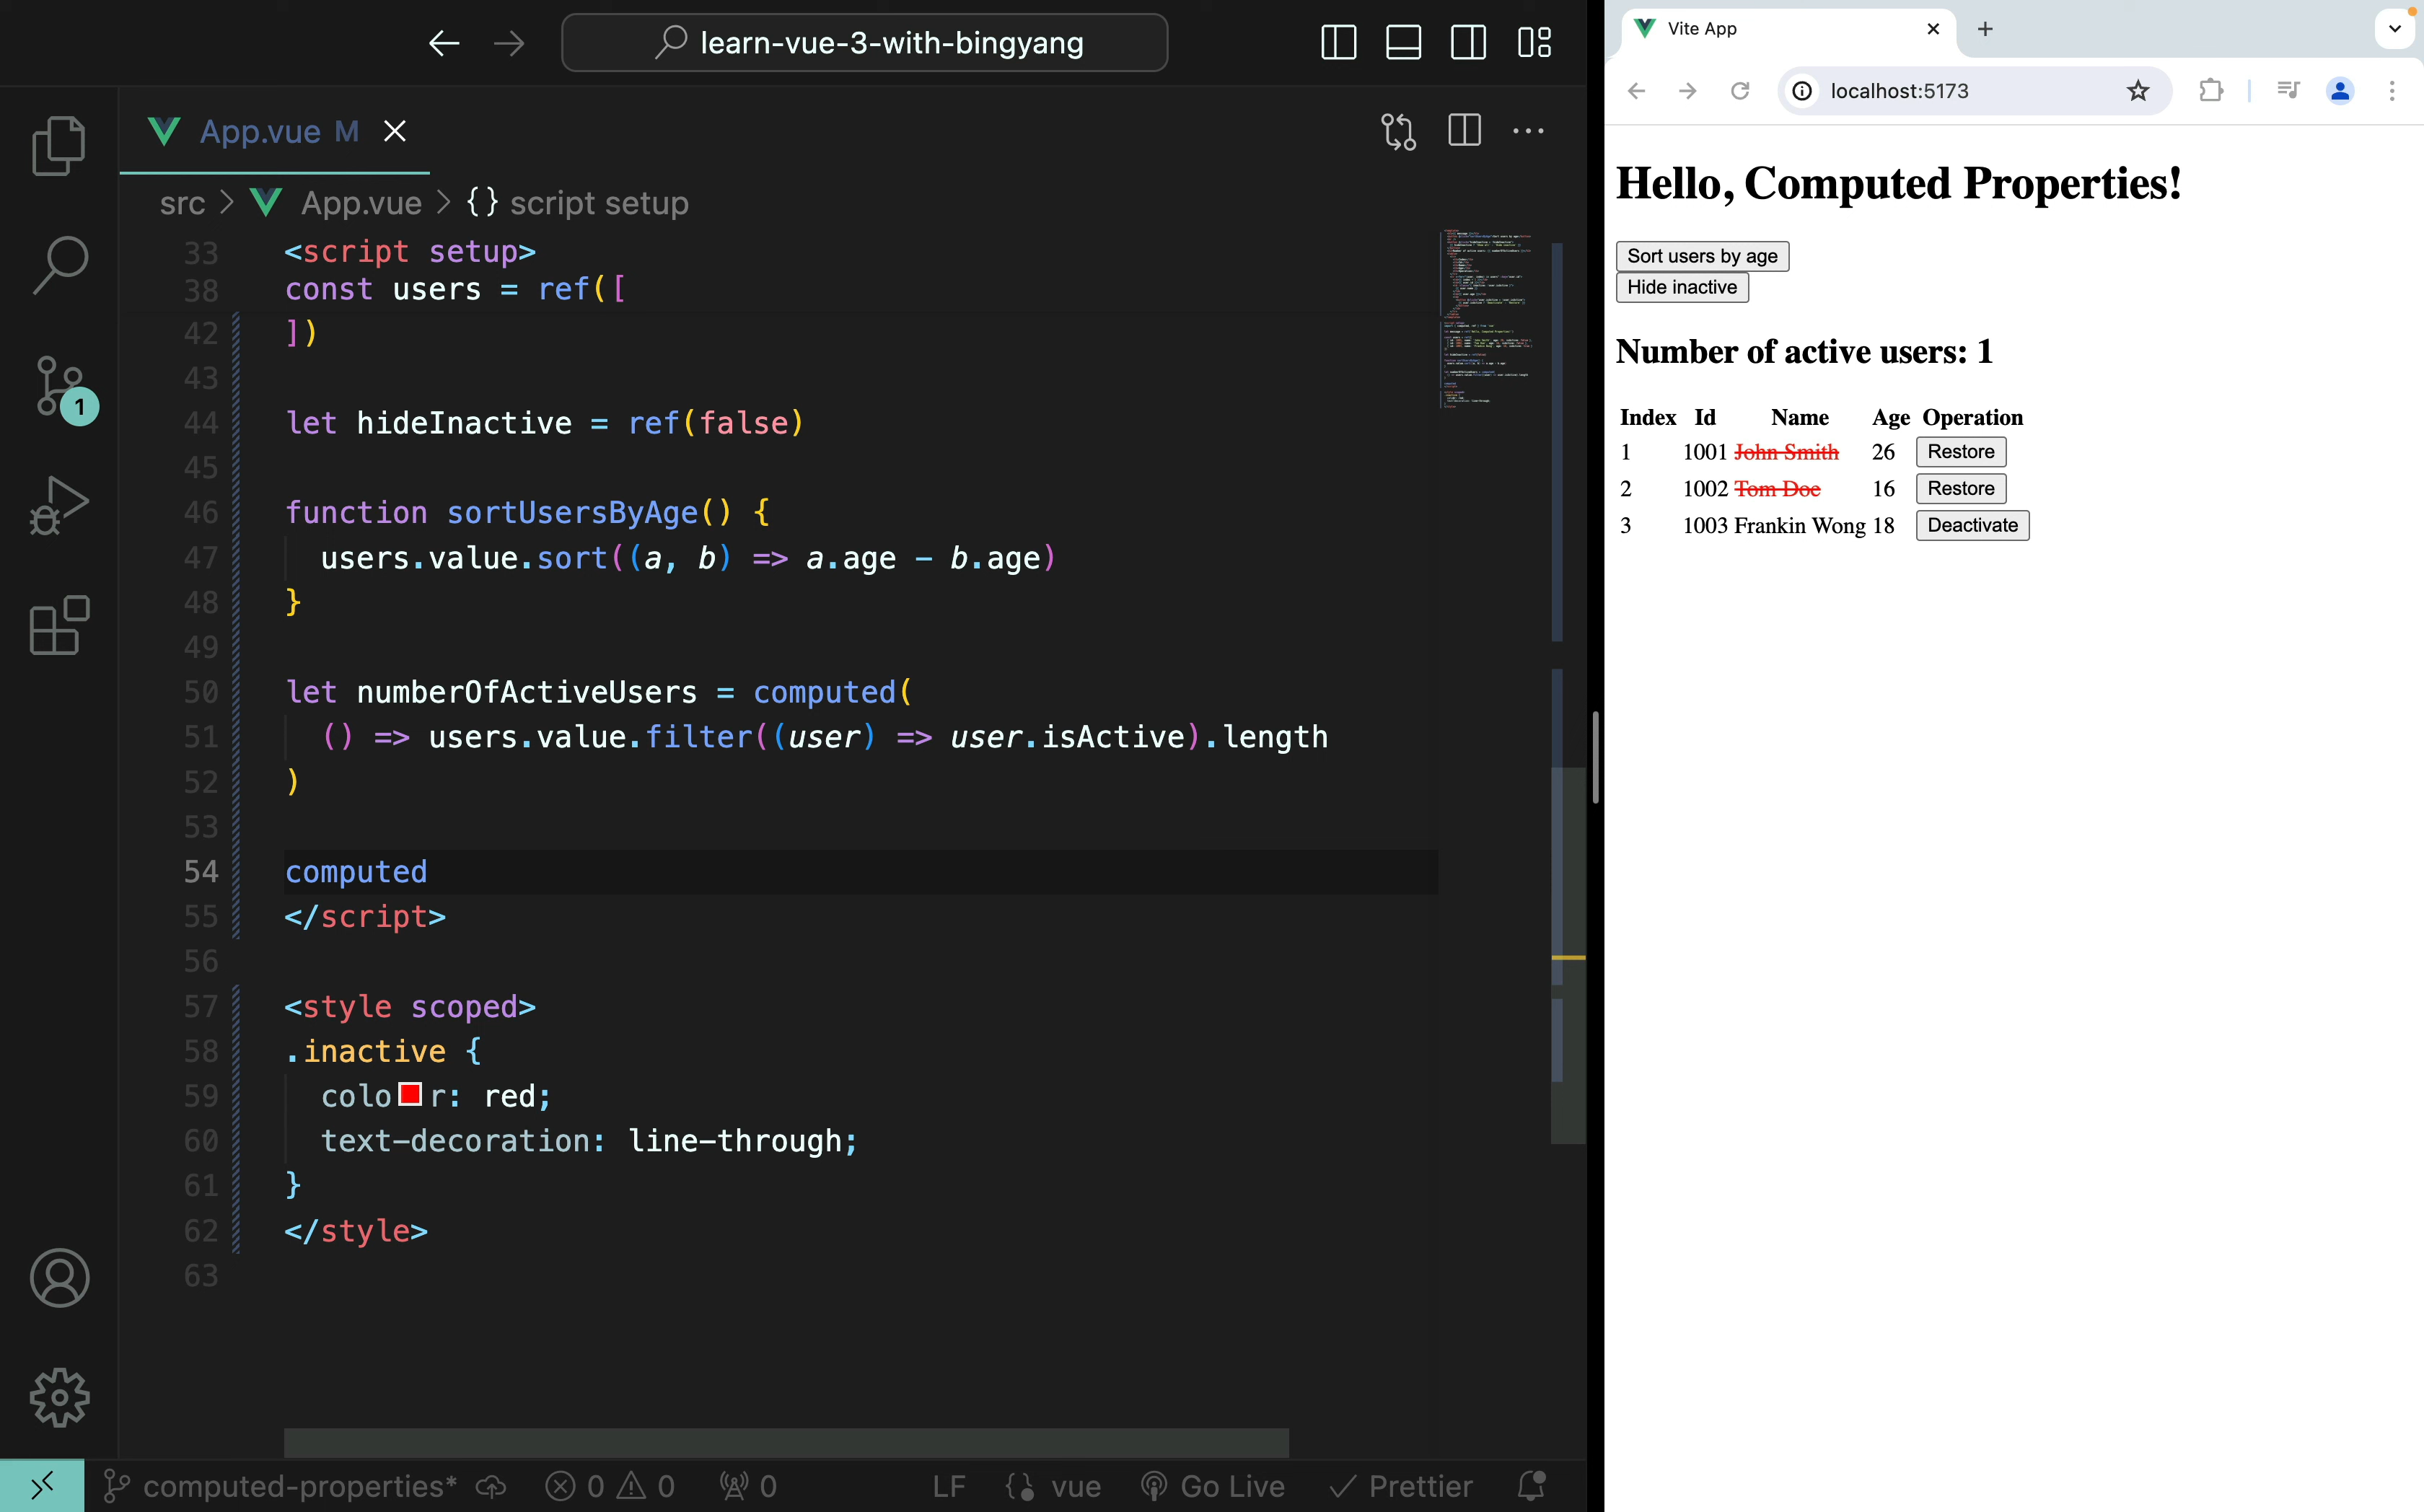 learn-vue-3-with-bingyang
App.vue M
src > App.vue > {} script setup
33 <script setup>
38 const users = ref([
42 ])
43
44 let hideInactive = ref(false)
45
46 function sortUsersByAge() {
47 users.value.sort((a, b) => a.age - b.age)
48 }
49
50 let numberOfActiveUsers = computed(
51 () => users.value.filter((user) => user.isActive).length
52 )
53
54 computed
55 </script>
56
57 <style scoped>
58 .inactive {
59 color: red;
60 text-decoration: line-through;
61 }
62 </style>
63
1
computed-properties* 0 0 0 LF {} vue Go Live Prettier
Vite App
localhost:5173
Hello, Computed Properties!
Sort users by age
Hide inactive
Number of active users: 1
Index Id Name Age Operation
1 1001 John Smith 26 Restore
2 1002 Tom Doe 16 Restore
3 1003 Frankin Wong 18 Deactivate